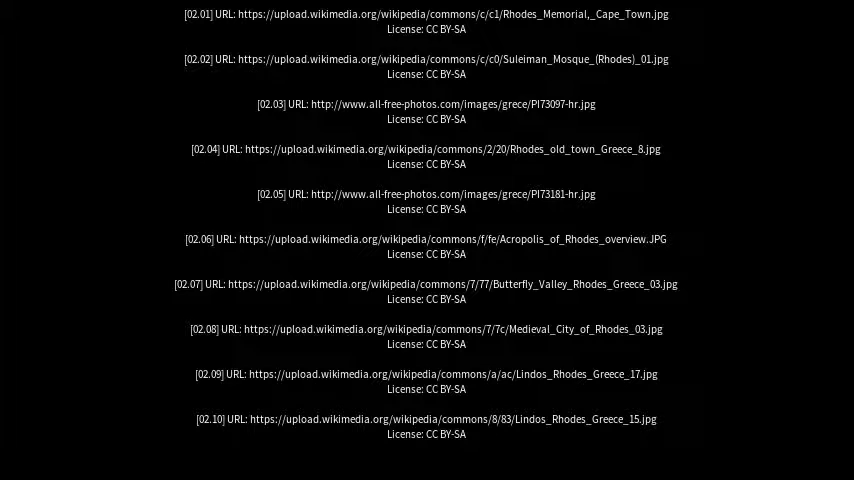 [02.01] URL: https://upload.wikimedia.org/wikipedia/commons/c/c1/Rhodes_Memorial,_Cape_Town.jpg
License: CC BY-SA
[02.02] URL: https://upload.wikimedia.org/wikipedia/commons/c/c0/Suleiman_Mosque_(Rhodes)_01.jpg
License: CC BY-SA
[02.03] URL: http://www.all-free-photos.com/images/grece/PI73097-hr.jpg
License: CC BY-SA
[02.04] URL: https://upload.wikimedia.org/wikipedia/commons/2/20/Rhodes_old_town_Greece_8.jpg
License: CC BY-SA
[02.05] URL: http://www.all-free-photos.com/images/grece/PI73181-hr.jpg
License: CC BY-SA
[02.06] URL: https://upload.wikimedia.org/wikipedia/commons/f/fe/Acropolis_of_Rhodes_overview.JPG
License: CC BY-SA
[02.07] URL: https://upload.wikimedia.org/wikipedia/commons/7/77/Butterfly_Valley_Rhodes_Greece_03.jpg
License: CC BY-SA
[02.08] URL: https://upload.wikimedia.org/wikipedia/commons/7/7c/Medieval_City_of_Rhodes_03.jpg
License: CC BY-SA
[02.09] URL: https://upload.wikimedia.org/wikipedia/commons/a/ac/Lindos_Rhodes_Greece_17.jpg
License: CC BY-SA
[02.10] URL: https://upload.wikimedia.org/wikipedia/commons/8/83/Lindos_Rhodes_Greece_15.jpg
License: CC BY-SA